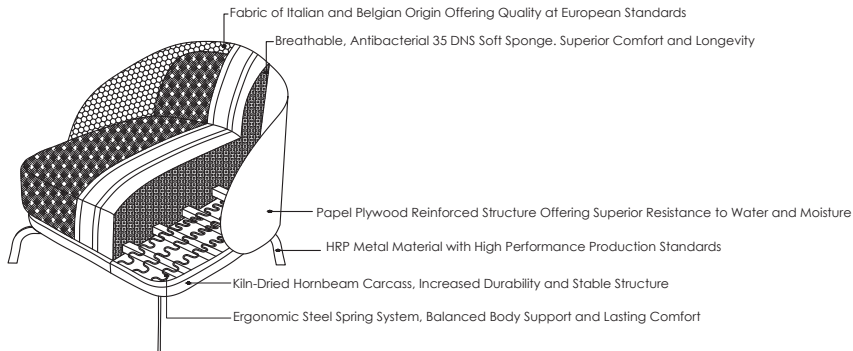 Fabric of Italian and Belgian Origin Offering Quality at European Standards
Breathable, Antibacterial 35 DNS Soft Sponge. Superior Comfort and Longevity
Papel Plywood Reinforced Structure Offering Superior Resistance to Water and Moisture
HRP Metal Material with High Performance Production Standards
Kiln-Dried Hornbeam Carcass, Increased Durability and Stable Structure
Ergonomic Steel Spring System, Balanced Body Support and Lasting Comfort